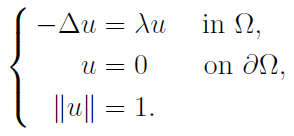 −Δu = λu in Ω,
u = 0 on ∂Ω,
‖u‖ = 1.